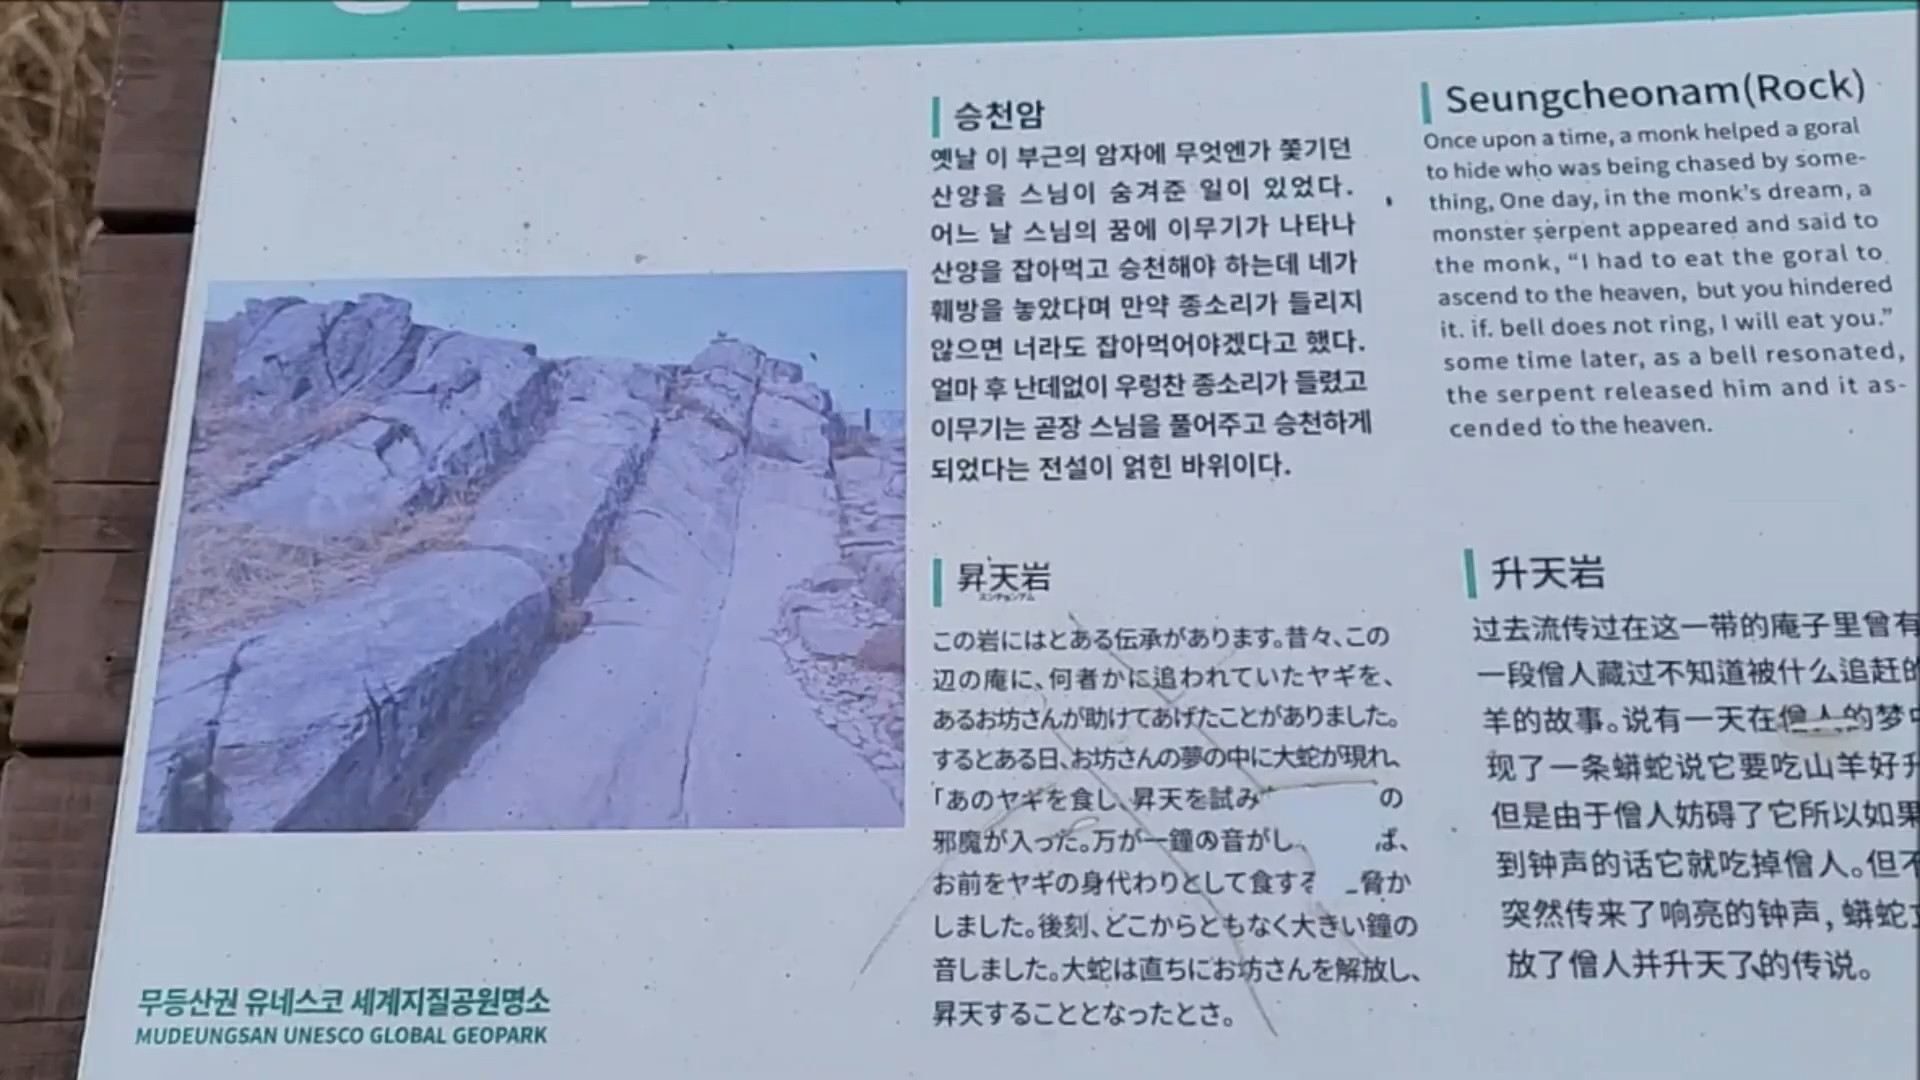 승천암
옛날 이 부근의 암자에 무엇엔가 쫓기던
산양을 스님이 숨겨준 일이 있었다.
어느 날 스님의 꿈에 이무기가 나타나
산양을 잡아먹고 승천해야 하는데 네가
훼방을 놓았다며 만약 종소리가 들리지
않으면 너라도 잡아먹어야겠다고 했다.
얼마 후 난데없이 우렁찬 종소리가 들렸고
이무기는 곧장 스님을 풀어주고 승천하게
되었다는 전설이 얽힌 바위이다.
Seungcheonam(Rock)
Once upon a time, a monk helped a goral
to hide who was being chased by some-
thing, One day, in the monk's dream, a
monster serpent appeared and said to
the monk, “I had to eat the goral to
ascend to the heaven, but you hindered
it. if. bell does not ring, I will eat you.”
some time later, as a bell resonated,
the serpent released him and it as-
cended to the heaven.
昇天岩
スンチョンアム
この岩にはとある伝承があります。昔々、この
辺の庵に、何者かに追われていたヤギを、
あるお坊さんが助けてあげたことがありました。
するとある日、お坊さんの夢の中に大蛇が現れ、
「あのヤギを食し、昇天を試み の
邪魔が入った。万が一鐘の音がし ば、
お前をヤギの身代わりとして食する 脅か
しました。後刻、どこからともなく大きい鐘の
音しました。大蛇は直ちにお坊さんを解放し、
昇天することとなったとさ。
升天岩
过去流传过在这一带的庵子里曾有
一段僧人藏过不知道被什么追赶的
羊的故事。说有一天在僧人的梦中
现了一条蟒蛇说它要吃山羊好升
但是由于僧人妨碍了它所以如果
到钟声的话它就吃掉僧人。但不
突然传来了响亮的钟声，蟒蛇立
放了僧人并升天了的传说。
무등산권 유네스코 세계지질공원명소
MUDEUNGSAN UNESCO GLOBAL GEOPARK